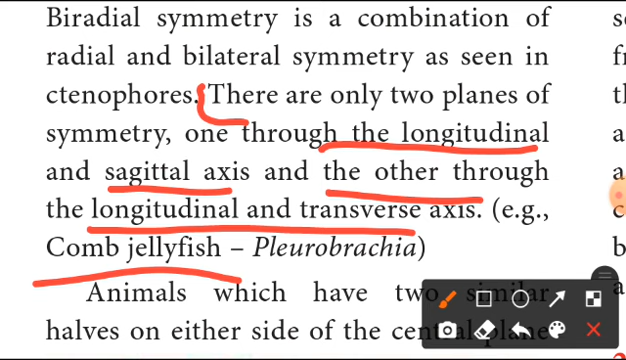 Biradial symmetry is a combination of
radial and bilateral symmetry as seen in
ctenophores. There are only two planes of
symmetry, one through the longitudinal
and sagittal axis and the other through
the longitudinal and transverse axis. (e.g.,
Comb jellyfish – Pleurobrachia)
Animals which have two similar
halves on either side of the central plane